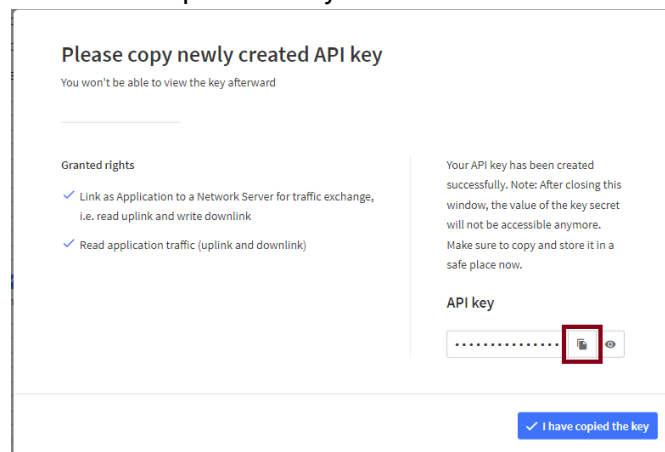 Please copy newly created API key
You won't be able to view the key afterward
Granted rights
Link as Application to a Network Server for traffic exchange,
i.e. read uplink and write downlink
Read application traffic (uplink and downlink)
Your API key has been created
successfully. Note: After closing this
window, the value of the key secret
will not be accessible anymore.
Make sure to copy and store it in a
safe place now.
API key
•••••••••••••••
I have copied the key